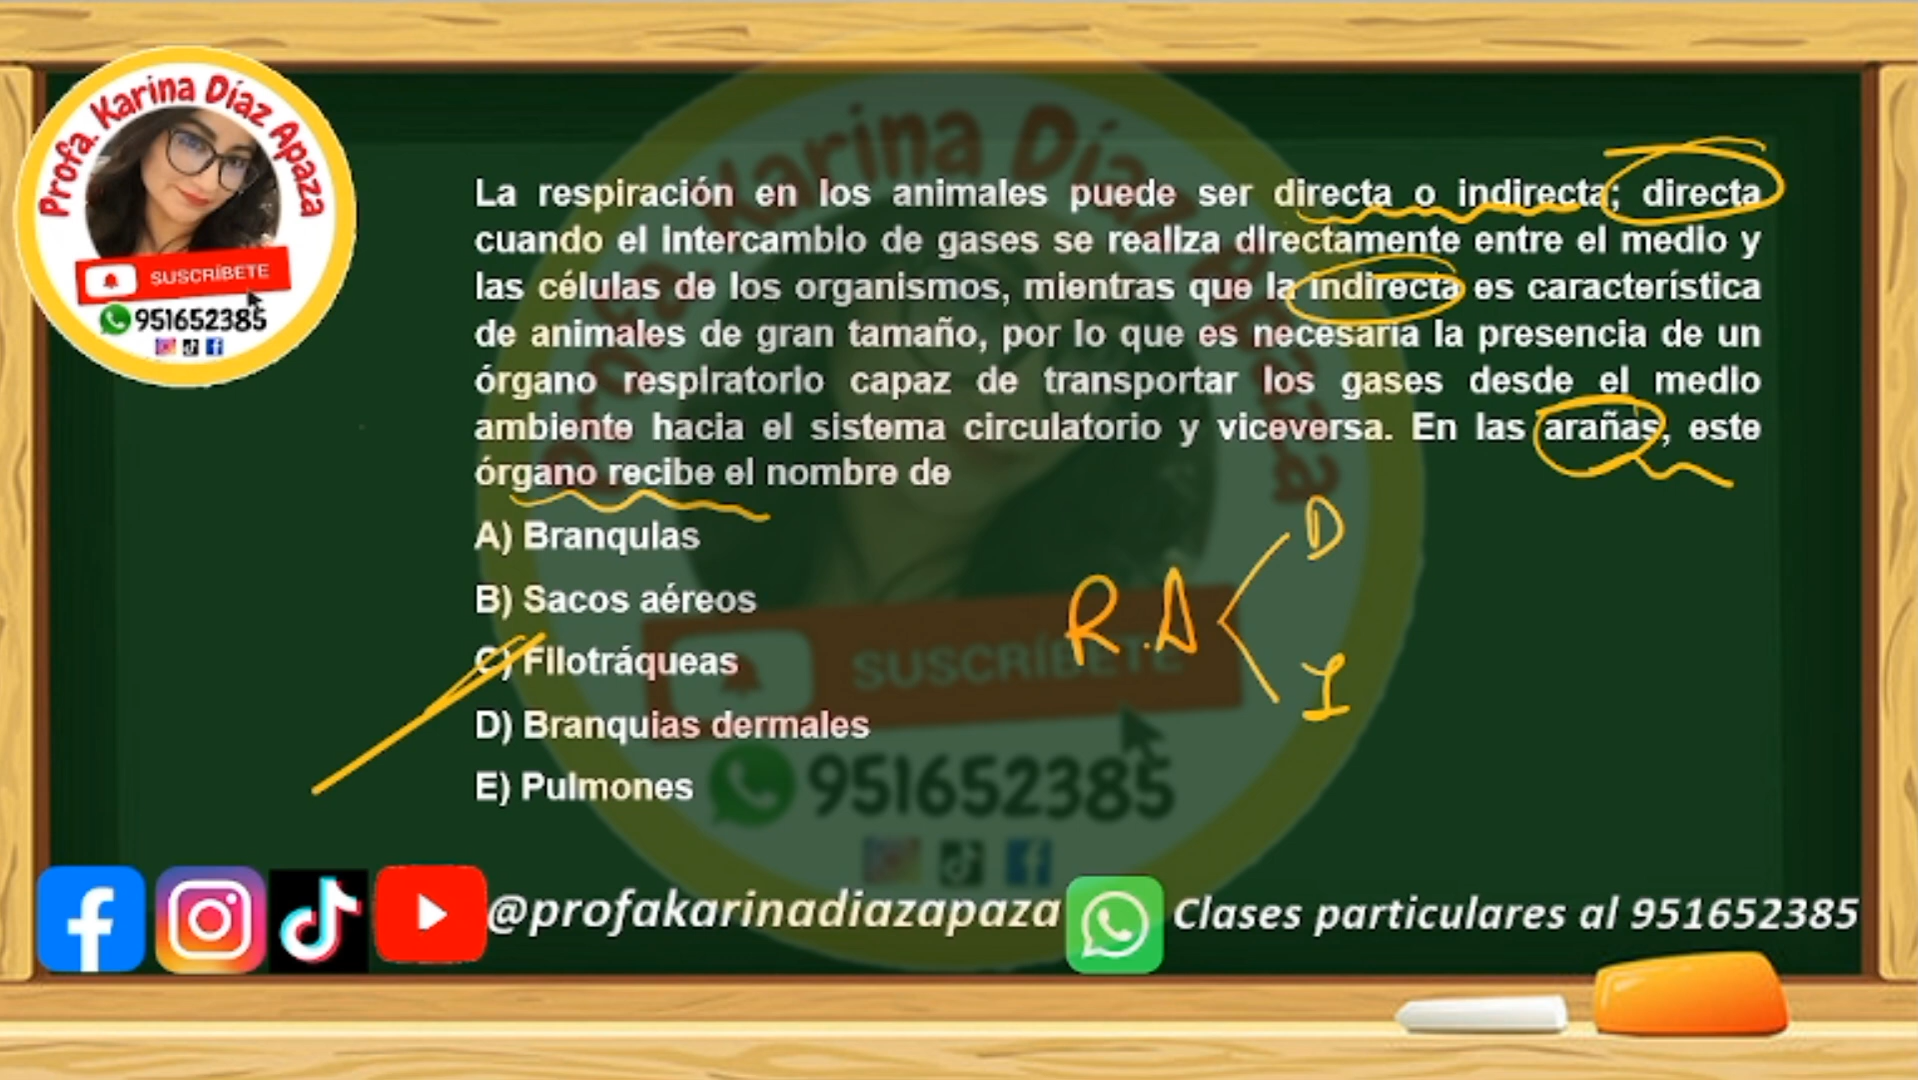 Profa. Karina Díaz Apaza
SUSCRÍBETE
951652385
La respiración en los animales puede ser directa o indirecta; directa
cuando el intercambio de gases se realiza directamente entre el medio y
las células de los organismos, mientras que la indirecta es característica
de animales de gran tamaño, por lo que es necesaria la presencia de un
órgano respiratorio capaz de transportar los gases desde el medio
ambiente hacia el sistema circulatorio y viceversa. En las arañas, este
órgano recibe el nombre de
A) Branquias
B) Sacos aéreos
C) Filotráqueas
D) Branquias dermales
E) Pulmones
R.A
D
I
Karina Díaz
SUSCRÍBETE
951652385
@profakarinadiazapaza
Clases particulares al 951652385